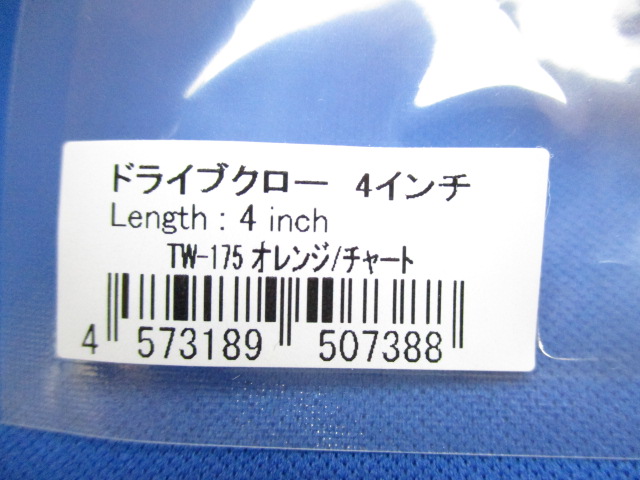 ドライブクロー 4インチ
Length : 4 inch
TW-175 オレンジ/チャート
4 573189 507388